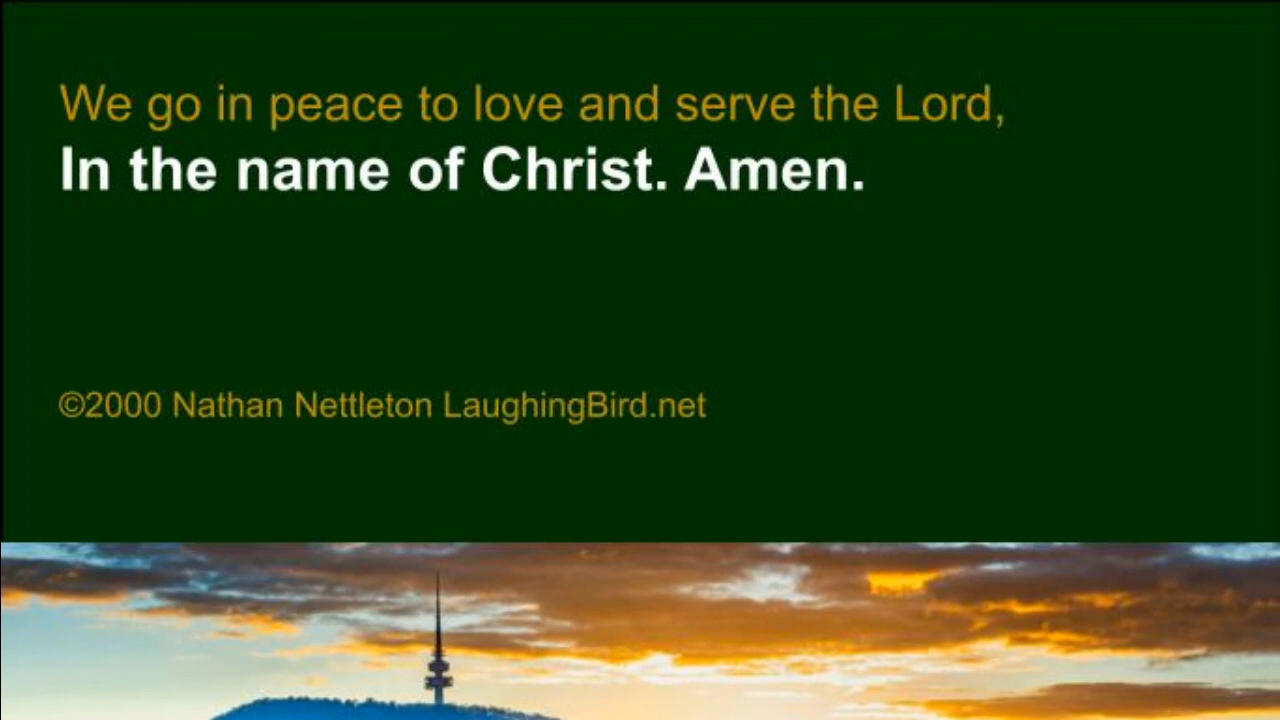 We go in peace to love and serve the Lord,
In the name of Christ. Amen.
©2000 Nathan Nettleton LaughingBird.net